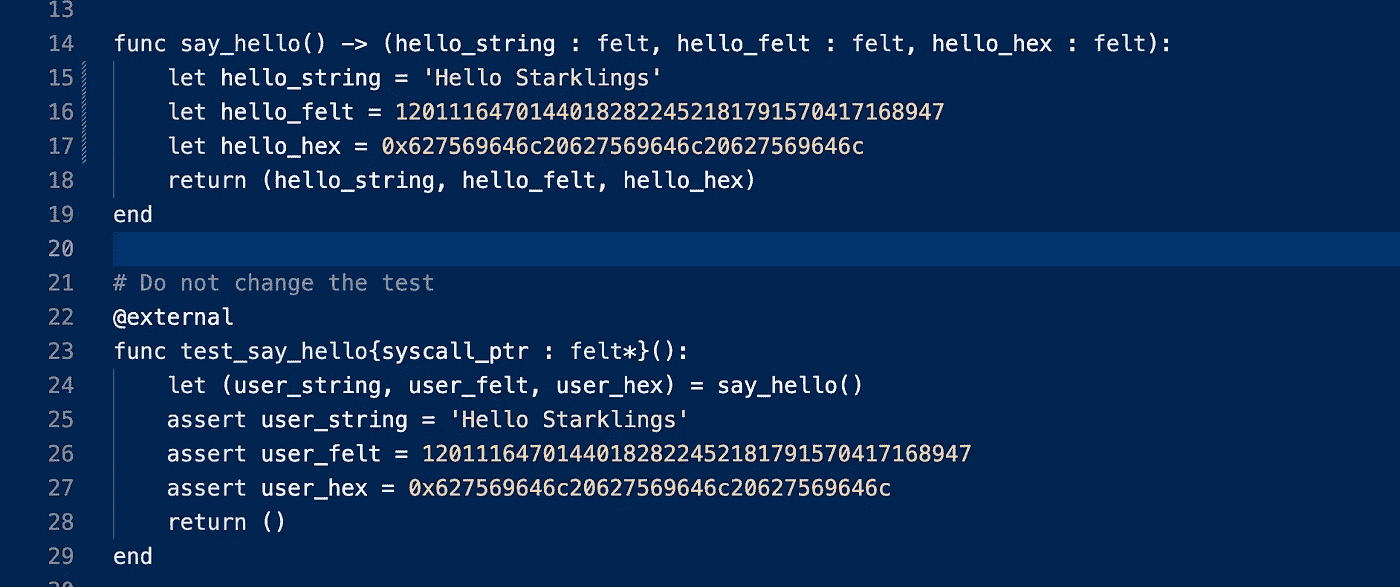 13
14 func say_hello() -> (hello_string : felt, hello_felt : felt, hello_hex : felt):
15 let hello_string = 'Hello Starklings'
16 let hello_felt = 12011164701440182822452181791570417168947
17 let hello_hex = 0x627569646c20627569646c20627569646c
18 return (hello_string, hello_felt, hello_hex)
19 end
20
21 # Do not change the test
22 @external
23 func test_say_hello{syscall_ptr : felt*}():
24 let (user_string, user_felt, user_hex) = say_hello()
25 assert user_string = 'Hello Starklings'
26 assert user_felt = 12011164701440182822452181791570417168947
27 assert user_hex = 0x627569646c20627569646c20627569646c
28 return ()
29 end